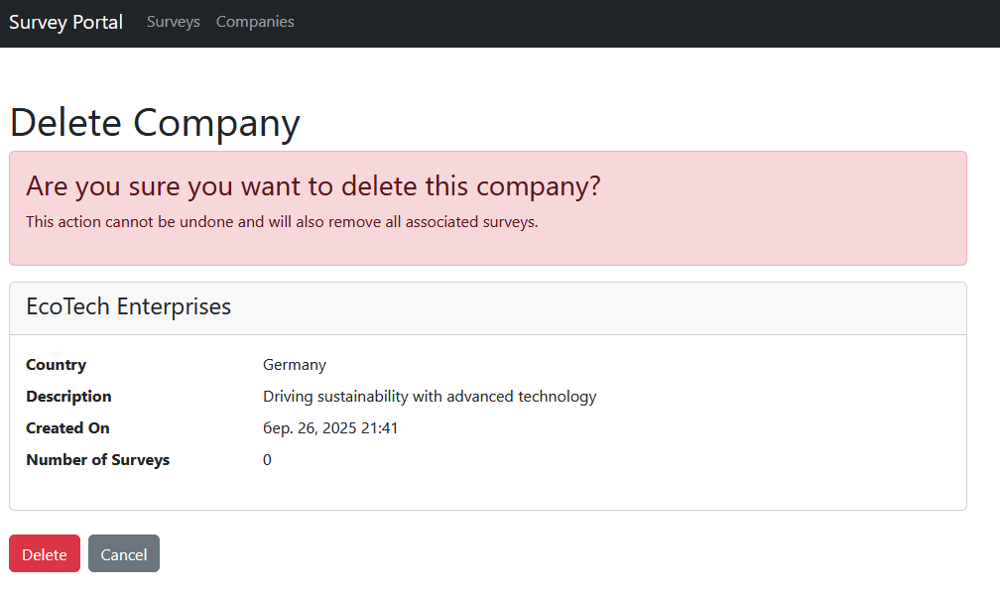 Survey Portal Surveys Companies
Delete Company
Are you sure you want to delete this company?
This action cannot be undone and will also remove all associated surveys.
EcoTech Enterprises
Country Germany
Description Driving sustainability with advanced technology
Created On бер. 26, 2025 21:41
Number of Surveys 0
Delete Cancel